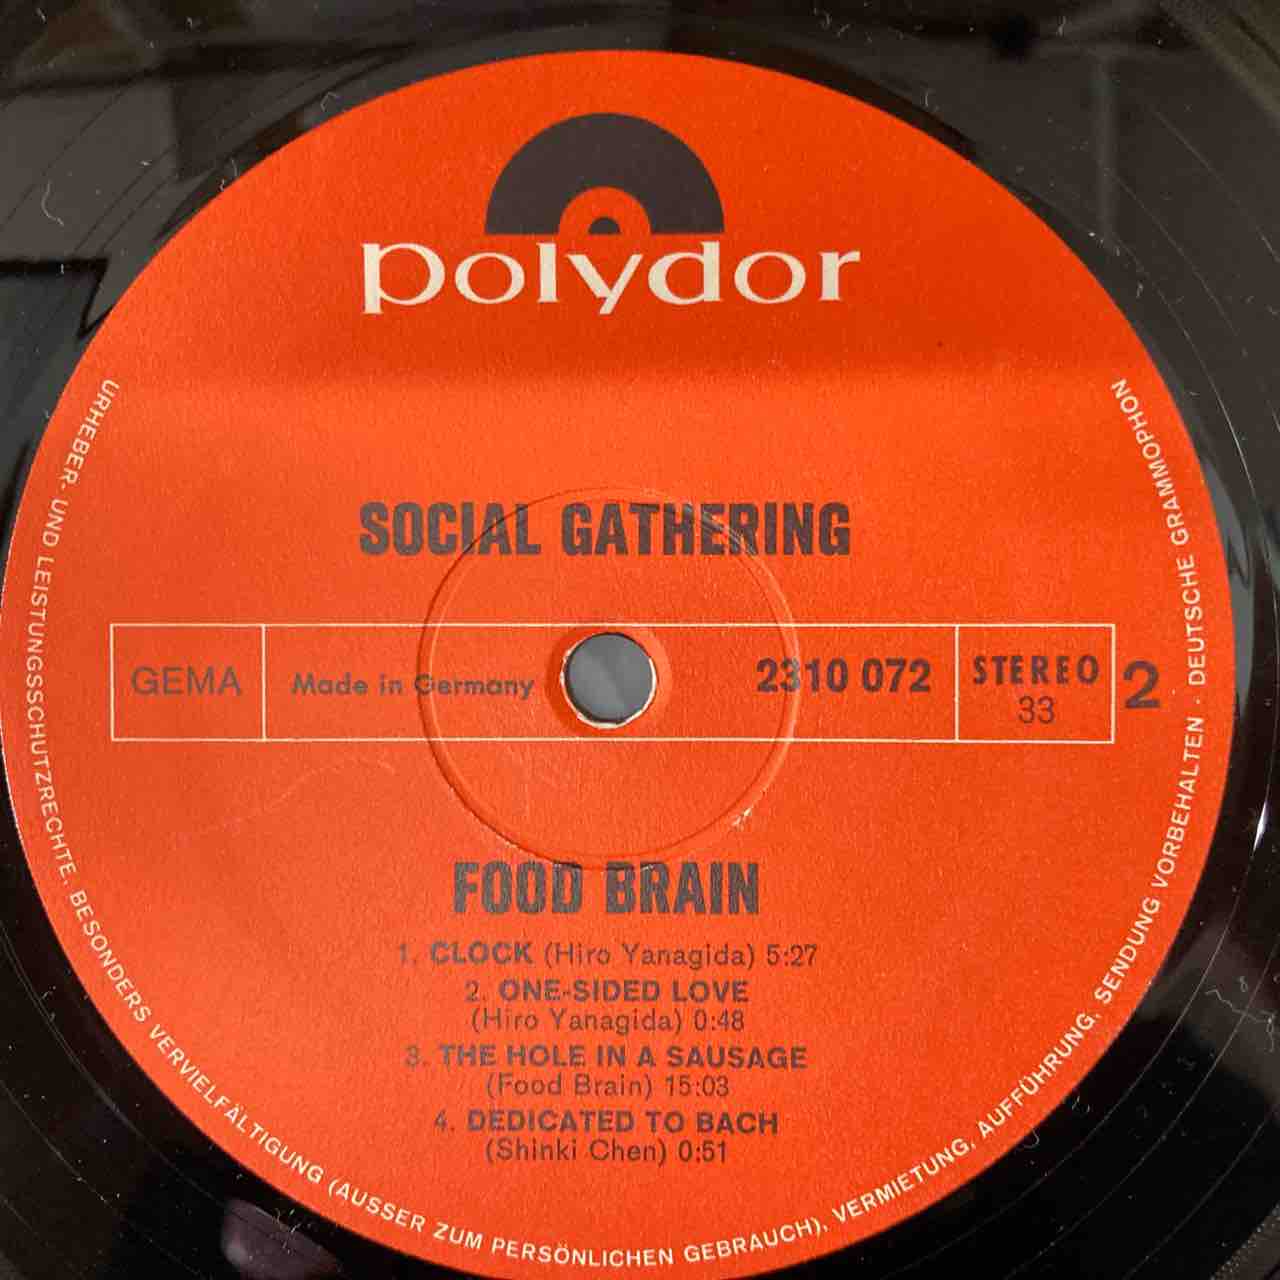 polydor
SOCIAL GATHERING
GEMA
Made in Germany
2310 072
STEREO
33
2
FOOD BRAIN
1. CLOCK (Hiro Yanagida) 5:27
2. ONE-SIDED LOVE
(Hiro Yanagida) 0:48
3. THE HOLE IN A SAUSAGE
(Food Brain) 15:03
4. DEDICATED TO BACH
(Shinki Chen) 0:51
URHEBER- UND LEISTUNGSSCHUTZRECHTE, BESONDERS VERVIELFÄLTIGUNG (AUSSER ZUM PERSÖNLICHEN GEBRAUCH), VERMIETUNG, AUFFÜHRUNG, SENDUNG VORBEHALTEN · DEUTSCHE GRAMMOPHON